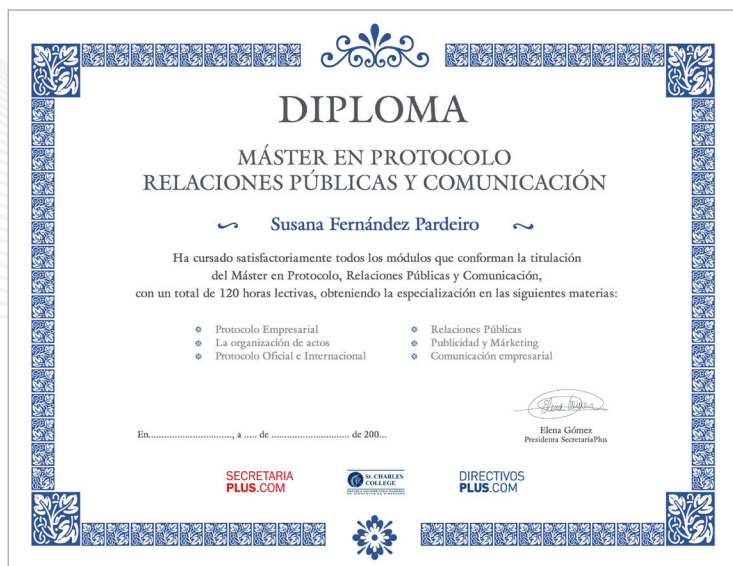 DIPLOMA
MÁSTER EN PROTOCOLO
RELACIONES PÚBLICAS Y COMUNICACIÓN
Susana Fernández Pardeiro
Ha cursado satisfactoriamente todos los módulos que conforman la titulación
del Máster en Protocolo, Relaciones Públicas y Comunicación,
con un total de 120 horas lectivas, obteniendo la especialización en las siguientes materias:
Protocolo Empresarial
La organización de actos
Protocolo Oficial e Internacional
Relaciones Públicas
Publicidad y Márketing
Comunicación empresarial
En................................, a ..... de .............................. de 200...
Elena Gómez
Presidenta SecretariaPlus
SECRETARIA
PLUS.COM
St. CHARLES
COLLEGE
DIRECTIVOS
PLUS.COM